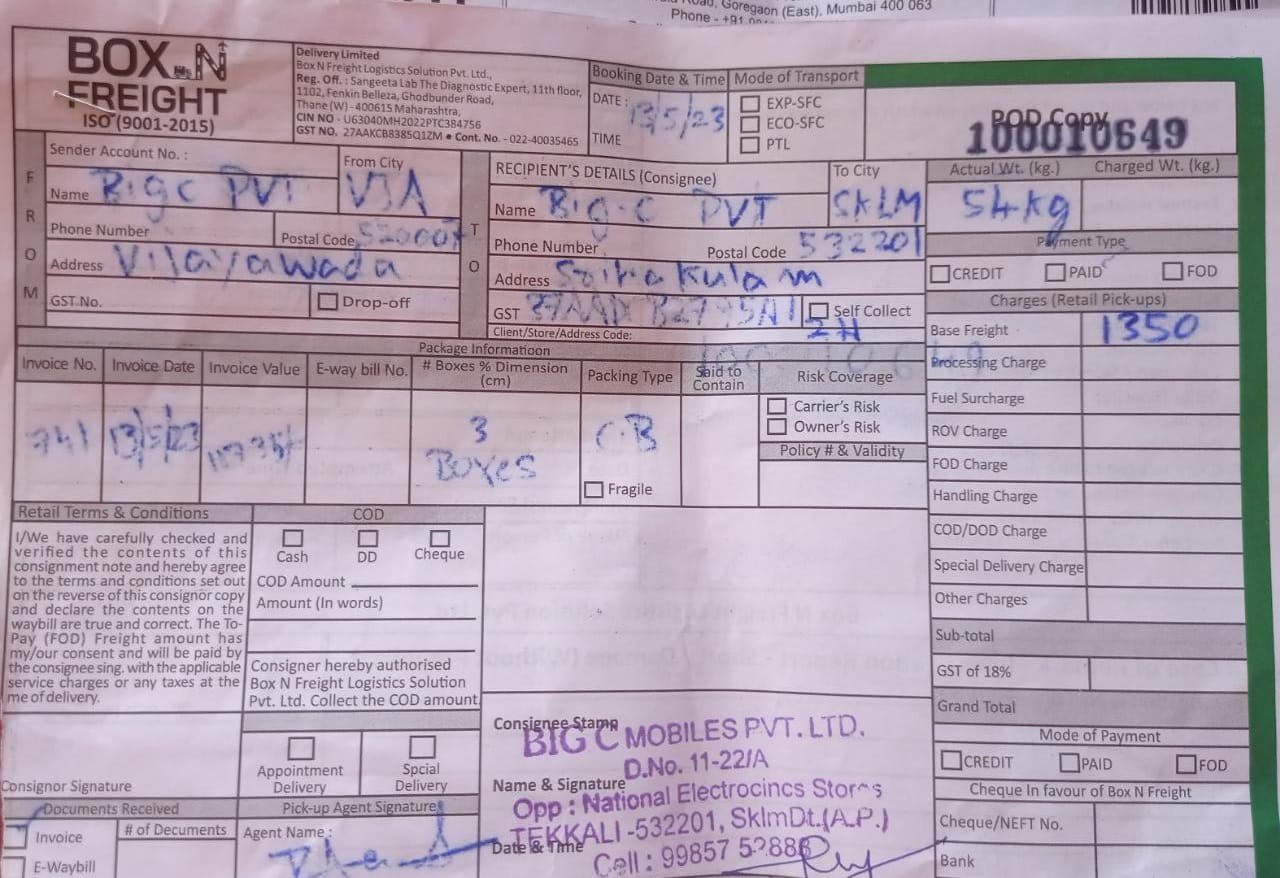 Road, Goregaon (East), Mumbai 400 063
Phone - +91
BOX N
FREIGHT
ISO (9001-2015)
Delivery Limited
Box N Freight Logistics Solution Pvt. Ltd.,
Reg. Off. : Sangeeta Lab The Diagnostic Expert, 11th floor,
1102, Fenkin Belleza, Ghodbunder Road,
Thane (W) - 400615 Maharashtra,
CIN NO - U63040MH2022PTC384756
GST NO. 27AAKCB8385Q1ZM • Cont. No. - 022-40035465
Booking Date & Time
DATE : 13/5/23
TIME
Mode of Transport
EXP-SFC
ECO-SFC
PTL
POD Copy
100010649
FROM
Sender Account No. :
Name Bigc PVT
From City
VJA
Phone Number
Postal Code 520007
Address Vijayawada
GST No.
Drop-off
TO
RECIPIENT'S DETAILS (Consignee)
Name Big-C PVT
To City
SKLM
Phone Number
Postal Code 532201
Address Srikakulam
GST
Self Collect
Client/Store/Address Code:
Actual Wt. (kg.) Charged Wt. (kg.)
54kg
Payment Type
CREDIT PAID FOD
Charges (Retail Pick-ups)
Base Freight 1350
Processing Charge
Fuel Surcharge
ROV Charge
FOD Charge
Handling Charge
COD/DOD Charge
Special Delivery Charge
Other Charges
Sub-total
GST of 18%
Grand Total
Mode of Payment
CREDIT PAID FOD
Cheque In favour of Box N Freight
Cheque/NEFT No.
Bank
Package Informatioon
Invoice No. Invoice Date Invoice Value E-way bill No. # Boxes % Dimension (cm) Packing Type Said to Contain
741 13/5/23 3 Boxes CB
Fragile
Risk Coverage
Carrier's Risk
Owner's Risk
Policy # & Validity
Retail Terms & Conditions
I/We have carefully checked and
verified the contents of this
consignment note and hereby agree
to the terms and conditions set out
on the reverse of this consignor copy
and declare the contents on the
waybill are true and correct. The To-
Pay (FOD) Freight amount has
my/our consent and will be paid by
the consignee sing. with the applicable
service charges or any taxes at the
me of delivery.
COD
Cash DD Cheque
COD Amount
Amount (In words)
Consigner hereby authorised
Box N Freight Logistics Solution
Pvt. Ltd. Collect the COD amount
Consignor Signature
Appointment Delivery
Spcial Delivery
Documents Received
Invoice
E-Waybill
# of Decuments
Pick-up Agent Signature
Agent Name :
Consignee Stamp
Name & Signature
Date & Time
BIG C MOBILES PVT. LTD.
D.No. 11-22/A
Opp : National Electrocincs Stores
TEKKALI -532201, SklmDt.(A.P.)
Cell : 99857 52886